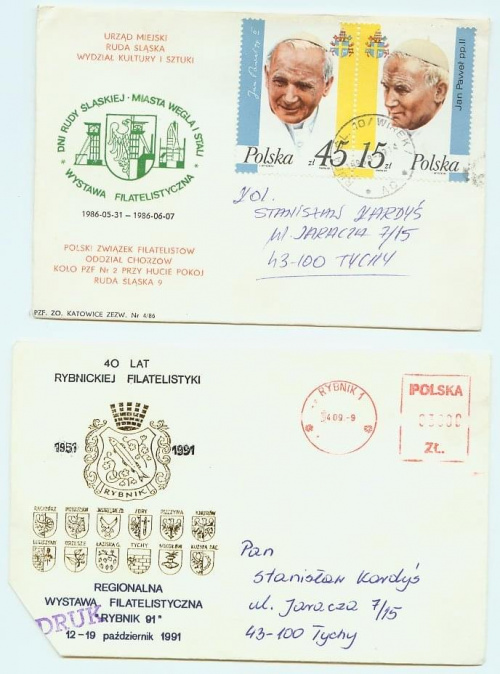 URZĄD MIEJSKI
RUDA ŚLĄSKA
WYDZIAŁ KULTURY I SZTUKI
* DNI RUDY ŚLĄSKIEJ - MIASTA WĘGLA I STALI *
WYSTAWA FILATELISTYCZNA
1986-05-31 – 1986-06-07
POLSKI ZWIĄZEK FILATELISTÓW
ODDZIAŁ CHORZÓW
KOŁO PZF Nr 2 PRZY HUCIE POKÓJ
RUDA ŚLĄSKA 9
PZF. ZO. KATOWICE ZEZW. Nr 4/86
Jan Paweł pp.II
Polska zł 45 15 zł Polska
Kol.
STANISŁAW KARDYŚ
ul. JARACZA 7/15
43-100 TYCHY
40 LAT
RYBNICKIEJ FILATELISTYKI
1951 1991
RYBNIK
ŻORY
TYCHY
REGIONALNA
WYSTAWA FILATELISTYCZNA
"RYBNIK 91"
DRUK
12-19 październik 1991
RYBNIK 1
POLSKA
ZŁ.
Pan
Stanisław Kardyś
ul. Jaracza 7/15
43-100 Tychy